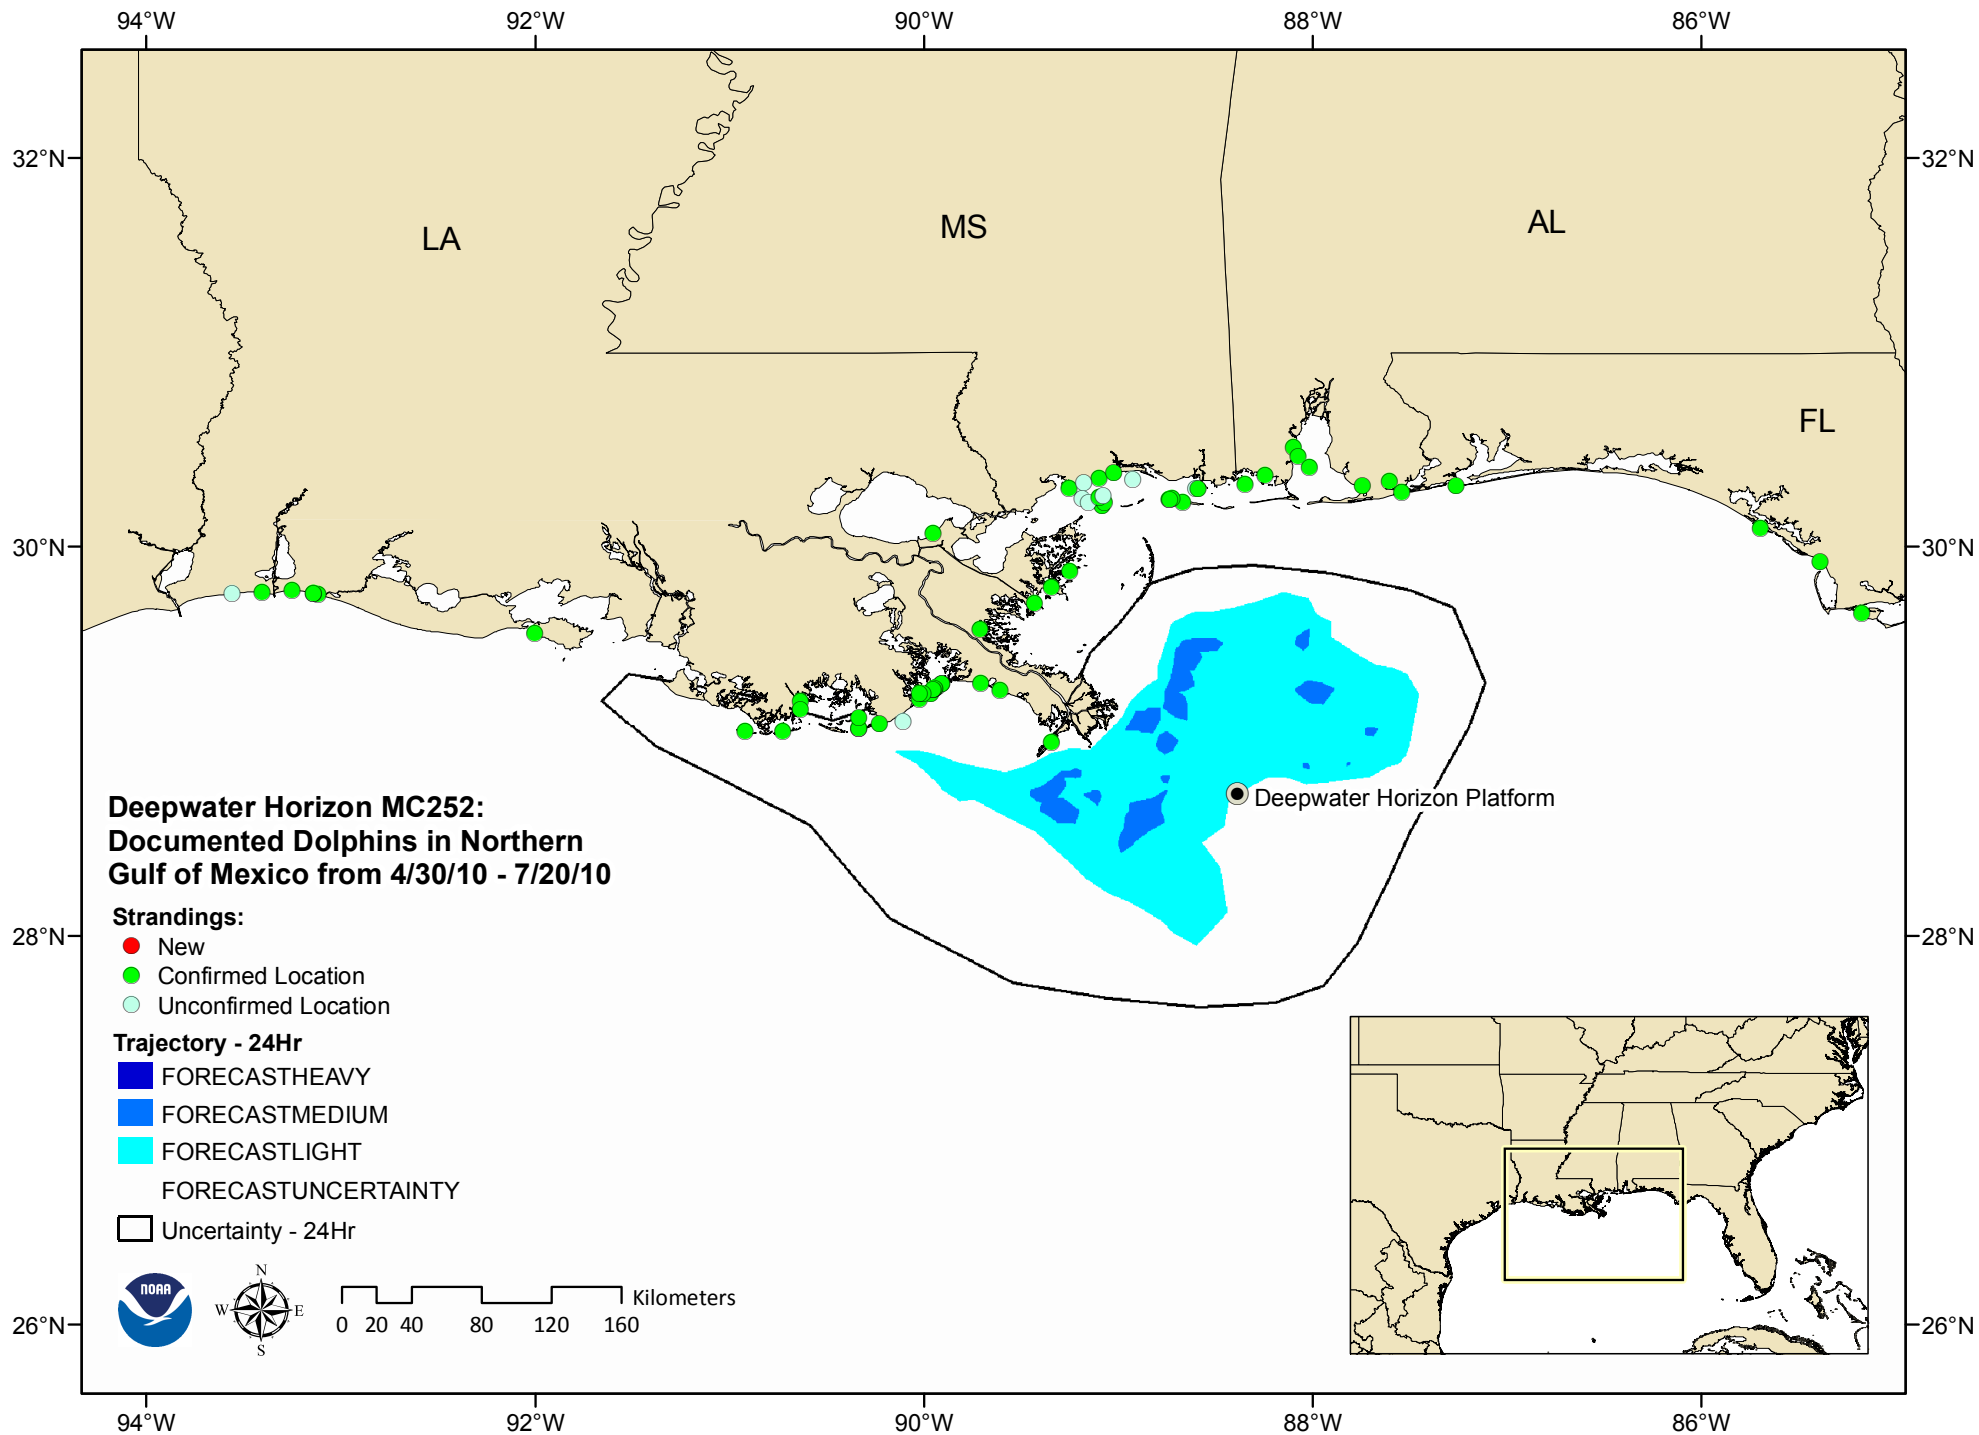 94°W 92°W 90°W 88°W 86°W
32°N 32°N
LA MS AL
FL
30°N 30°N
Deepwater Horizon Platform
Deepwater Horizon MC252:
Documented Dolphins in Northern
Gulf of Mexico from 4/30/10 - 7/20/10
Strandings:
New
Confirmed Location
Unconfirmed Location
28°N 28°N
Trajectory - 24Hr
FORECASTHEAVY
FORECASTMEDIUM
FORECASTLIGHT
FORECASTUNCERTAINTY
Uncertainty - 24Hr
NOAA
N
W E
S
Kilometers
0 20 40 80 120 160
26°N 26°N
94°W 92°W 90°W 88°W 86°W